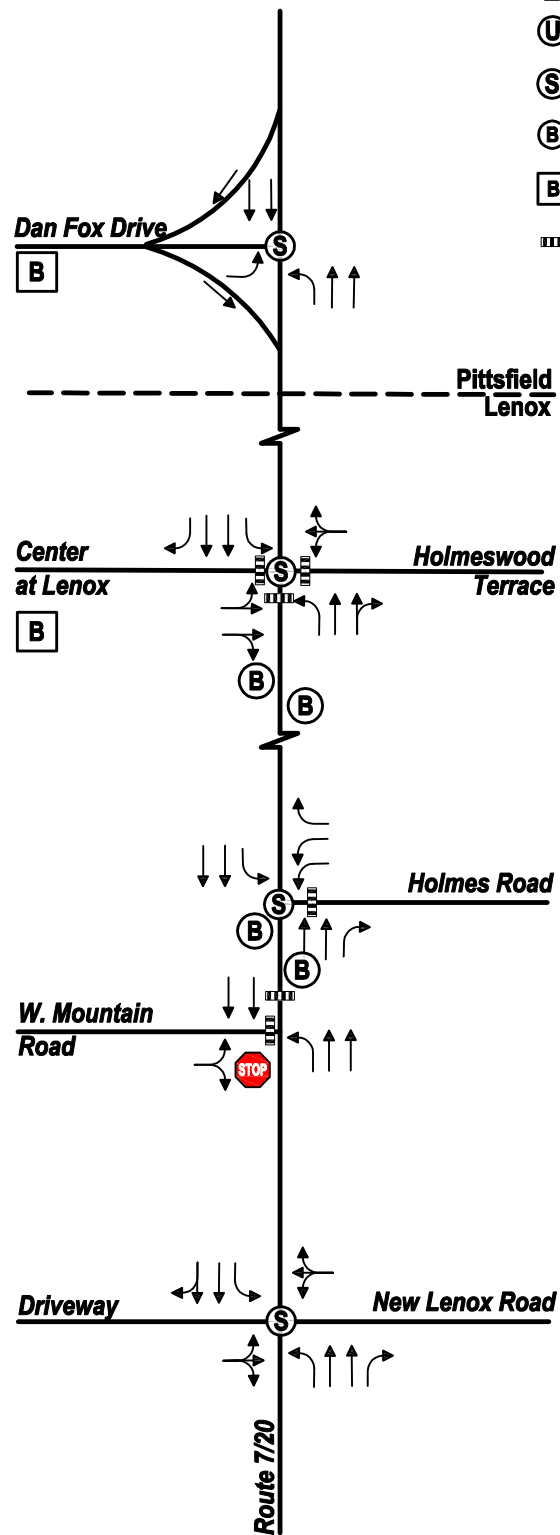 U
S
B
B
Dan Fox Drive
S
B
Pittsfield
Lenox
Center
at Lenox
S
Holmeswood
Terrace
B
B
B
Holmes Road
S
B
B
W. Mountain
Road
STOP
Driveway
S
New Lenox Road
Route 7/20